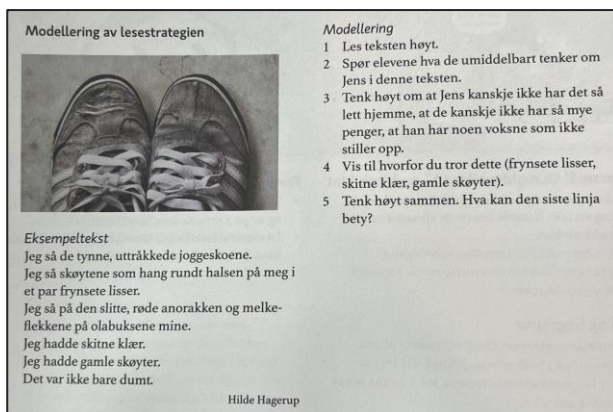 Modellering av lesestrategien
Eksempeltekst
Jeg så de tynne, uttråkkede joggeskoene.
Jeg så skøytene som hang rundt halsen på meg i
et par frynsete lisser.
Jeg så på den slitte, røde anorakken og melke-
flekkene på olabuksene mine.
Jeg hadde skitne klær.
Jeg hadde gamle skøyter.
Det var ikke bare dumt.
Hilde Hagerup
Modellering
1 Les teksten høyt.
2 Spør elevene hva de umiddelbart tenker om
Jens i denne teksten.
3 Tenk høyt om at Jens kanskje ikke har det så
lett hjemme, at de kanskje ikke har så mye
penger, at han har noen voksne som ikke
stiller opp.
4 Vis til hvorfor du tror dette (frynsete lisser,
skitne klær, gamle skøyter).
5 Tenk høyt sammen. Hva kan den siste linja
bety?